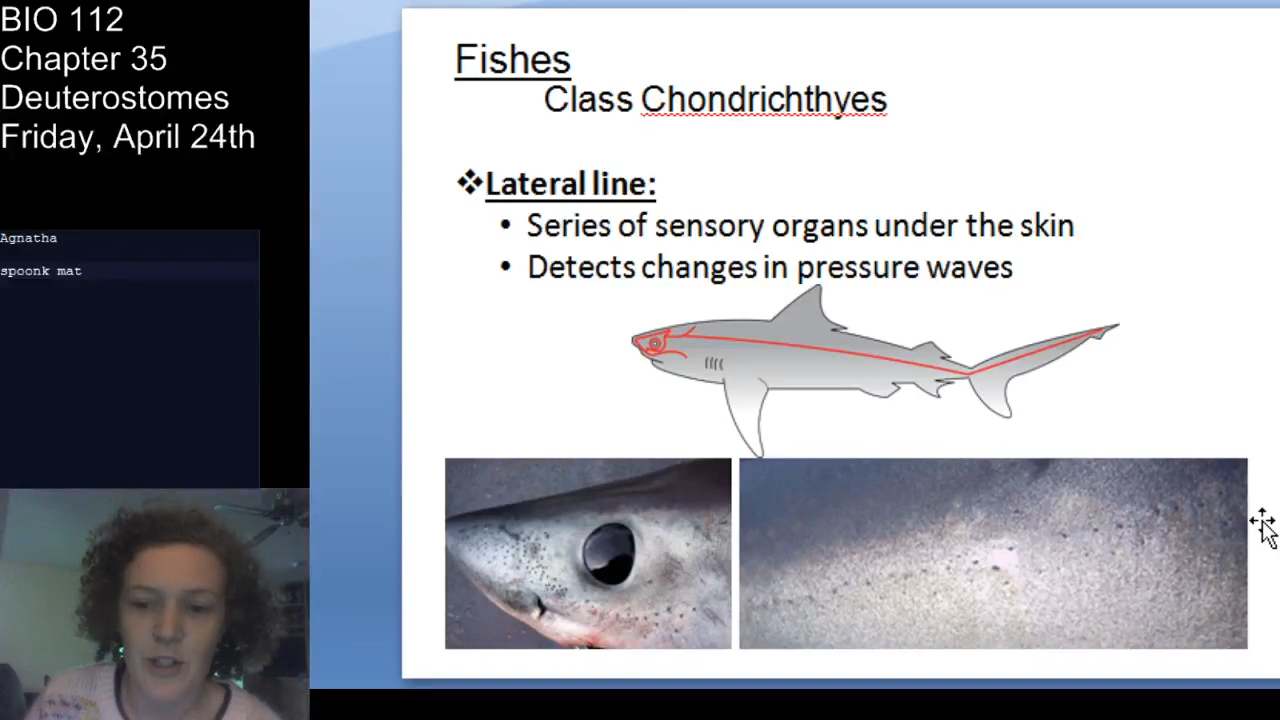 BIO 112
Chapter 35
Deuterostomes
Friday, April 24th
Agnatha
spoonk mat
Fishes
Class Chondrichthyes
❖Lateral line:
• Series of sensory organs under the skin
• Detects changes in pressure waves